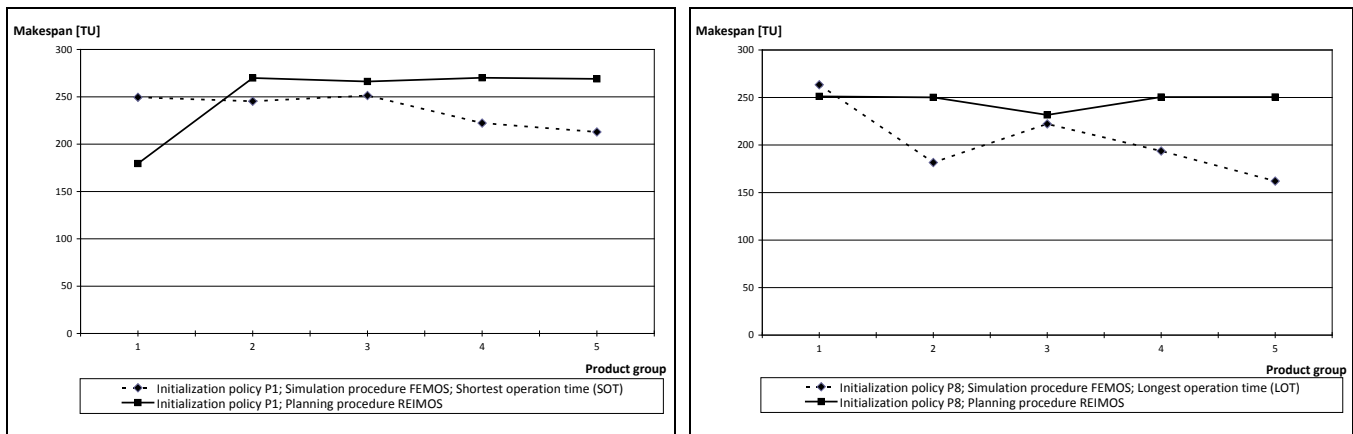 Makespan [TU]
300
250
200
150
100
50
0
1 2 3 4 5
Product group
Initialization policy P1; Simulation procedure FEMOS; Shortest operation time (SOT)
Initialization policy P1; Planning procedure REIMOS
Makespan [TU]
300
250
200
150
100
50
0
1 2 3 4 5
Product group
Initialization policy P8; Simulation procedure FEMOS; Longest operation time (LOT)
Initialization policy P8; Planning procedure REIMOS